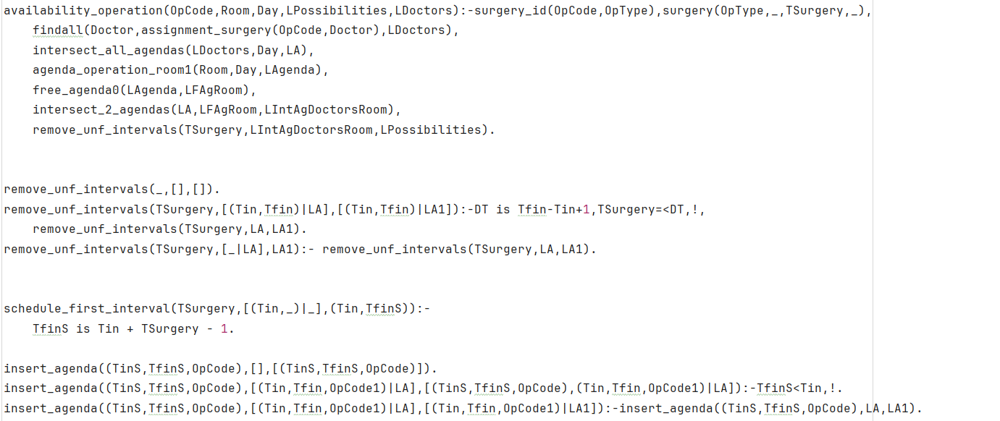 availability_operation(OpCode,Room,Day,LPossibilities,LDoctors):-surgery_id(OpCode,OpType),surgery(OpType,_,TSurgery,_),
    findall(Doctor,assignment_surgery(OpCode,Doctor),LDoctors),
    intersect_all_agendas(LDoctors,Day,LA),
    agenda_operation_room1(Room,Day,LAgenda),
    free_agenda0(LAgenda,LFAgRoom),
    intersect_2_agendas(LA,LFAgRoom,LIntAgDoctorsRoom),
    remove_unf_intervals(TSurgery,LIntAgDoctorsRoom,LPossibilities).
remove_unf_intervals(_,[],[]).
remove_unf_intervals(TSurgery,[(Tin,Tfin)|LA],[(Tin,Tfin)|LA1]):-DT is Tfin-Tin+1,TSurgery=<DT,!,
    remove_unf_intervals(TSurgery,LA,LA1).
remove_unf_intervals(TSurgery,[_|LA],LA1):- remove_unf_intervals(TSurgery,LA,LA1).
schedule_first_interval(TSurgery,[(Tin,_)|_],(Tin,TfinS)):-
    TfinS is Tin + TSurgery - 1.
insert_agenda((TinS,TfinS,OpCode),[],[(TinS,TfinS,OpCode)]).
insert_agenda((TinS,TfinS,OpCode),[(Tin,Tfin,OpCode1)|LA],[(TinS,TfinS,OpCode),(Tin,Tfin,OpCode1)|LA]):-TfinS<Tin,!.
insert_agenda((TinS,TfinS,OpCode),[(Tin,Tfin,OpCode1)|LA],[(Tin,Tfin,OpCode1)|LA1]):-insert_agenda((TinS,TfinS,OpCode),LA,LA1).